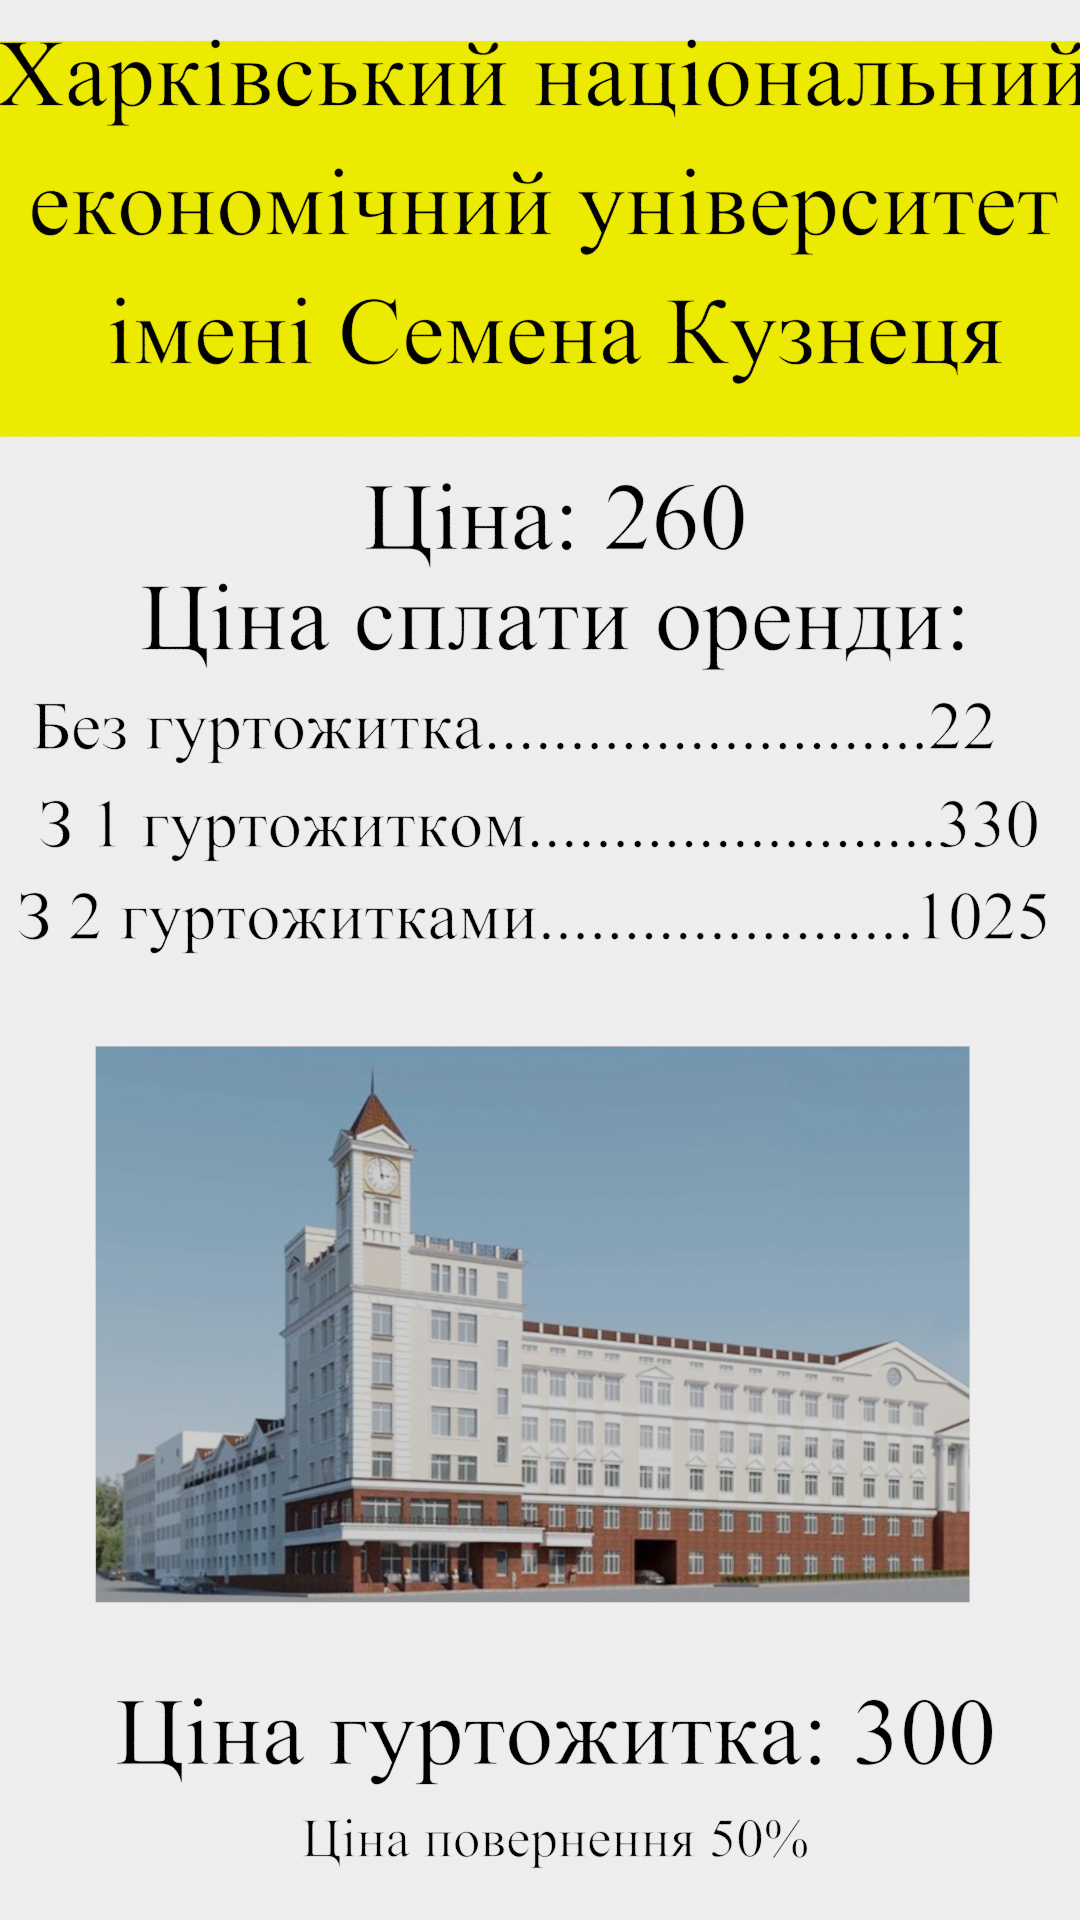 Харківський національний
економічний університет
імені Семена Кузнеця
Ціна: 260
Ціна сплати оренди:
Без гуртожитка..........................22
З 1 гуртожитком........................330
З 2 гуртожитками......................1025
Ціна гуртожитка: 300
Ціна повернення 50%